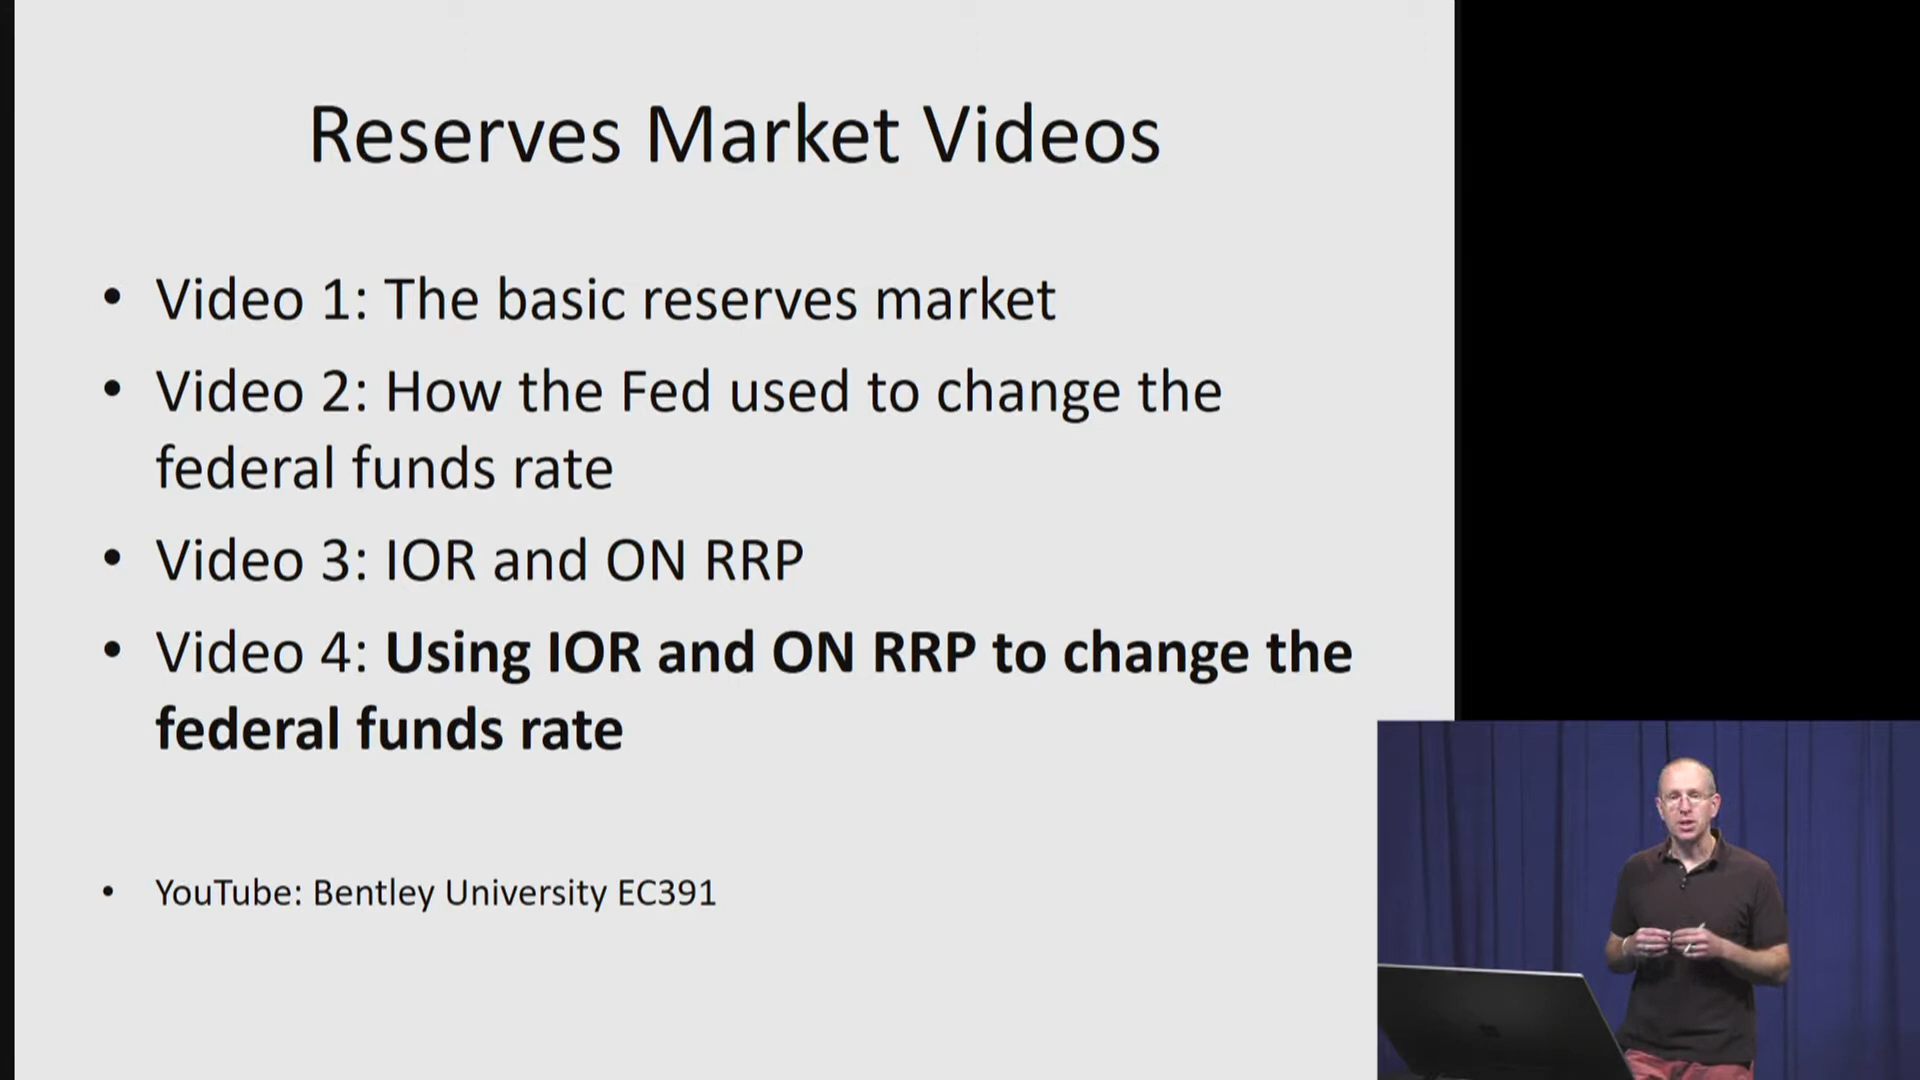 Reserves Market Videos
• Video 1: The basic reserves market
• Video 2: How the Fed used to change the
federal funds rate
• Video 3: IOR and ON RRP
• Video 4: Using IOR and ON RRP to change the
federal funds rate
• YouTube: Bentley University EC391